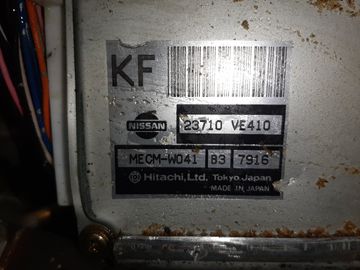 KF
NISSAN 23710 VE410
MECM-W041 B3 7916
Hitachi, Ltd. Tokyo Japan
MADE IN JAPAN